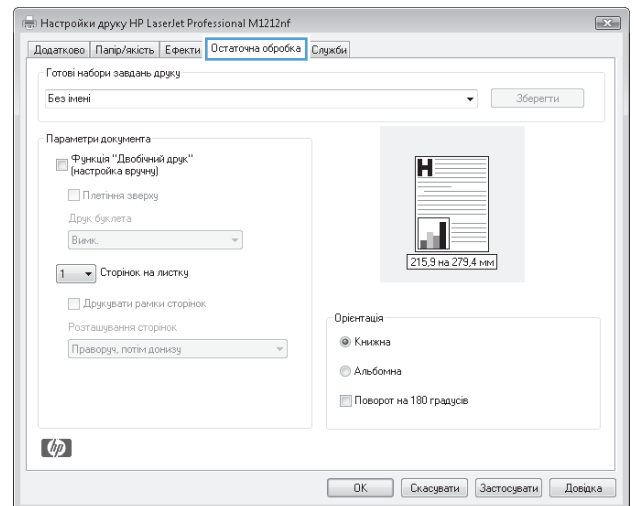 Настройки друку HP LaserJet Professional M1212nf
Додатково
Папір/якість
Ефекти
Остаточна обробка
Служби
Готові набори завдань друку
Без імені
Зберегти
Параметри документа
Функція "Двобічний друк"
(настройка вручну)
Плетіння зверху
Друк буклета
Вимк.
1
Сторінок на листку
Друкувати рамки сторінок
Розташування сторінок
Праворуч, потім донизу
H
215,9 на 279,4 мм
Орієнтація
Книжна
Альбомна
Поворот на 180 градусів
hp
OK
Скасувати
Застосувати
Довідка